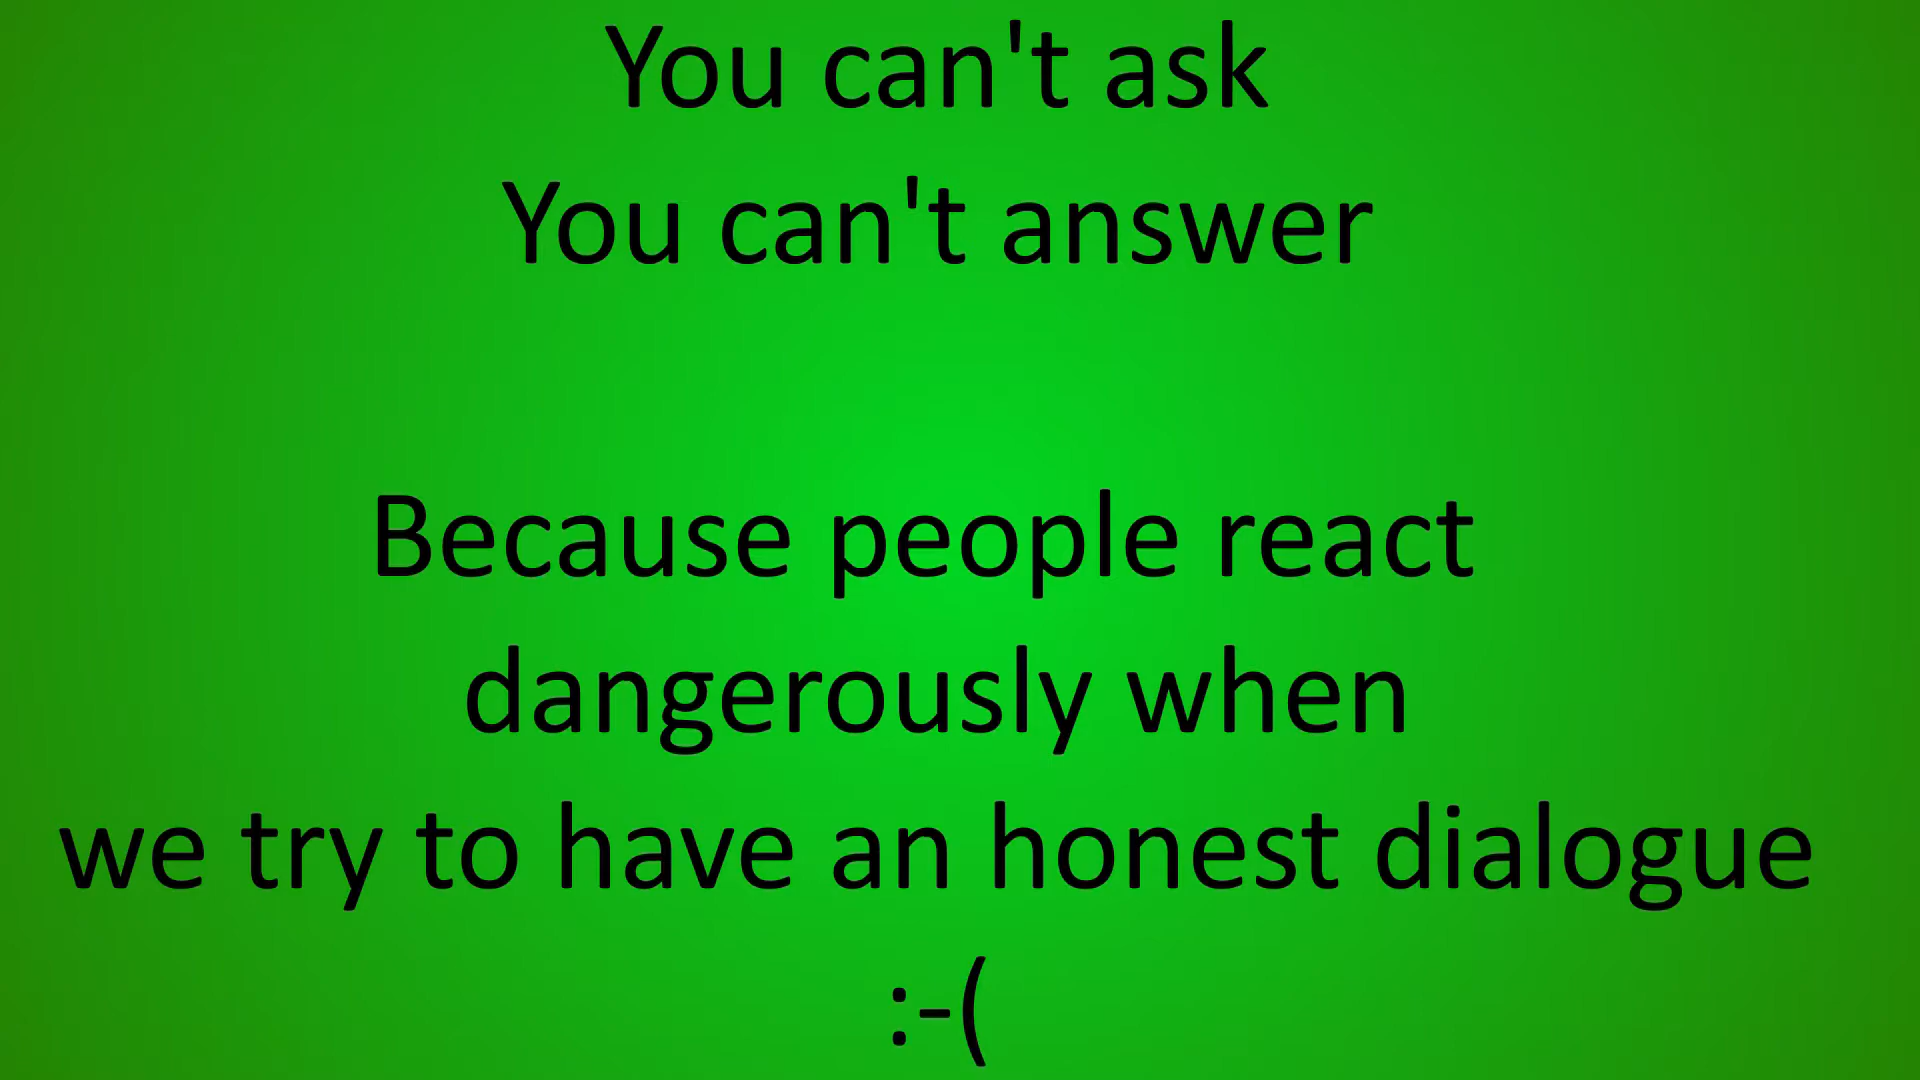 You can't ask
You can't answer
Because people react
dangerously when
we try to have an honest dialogue
:-(